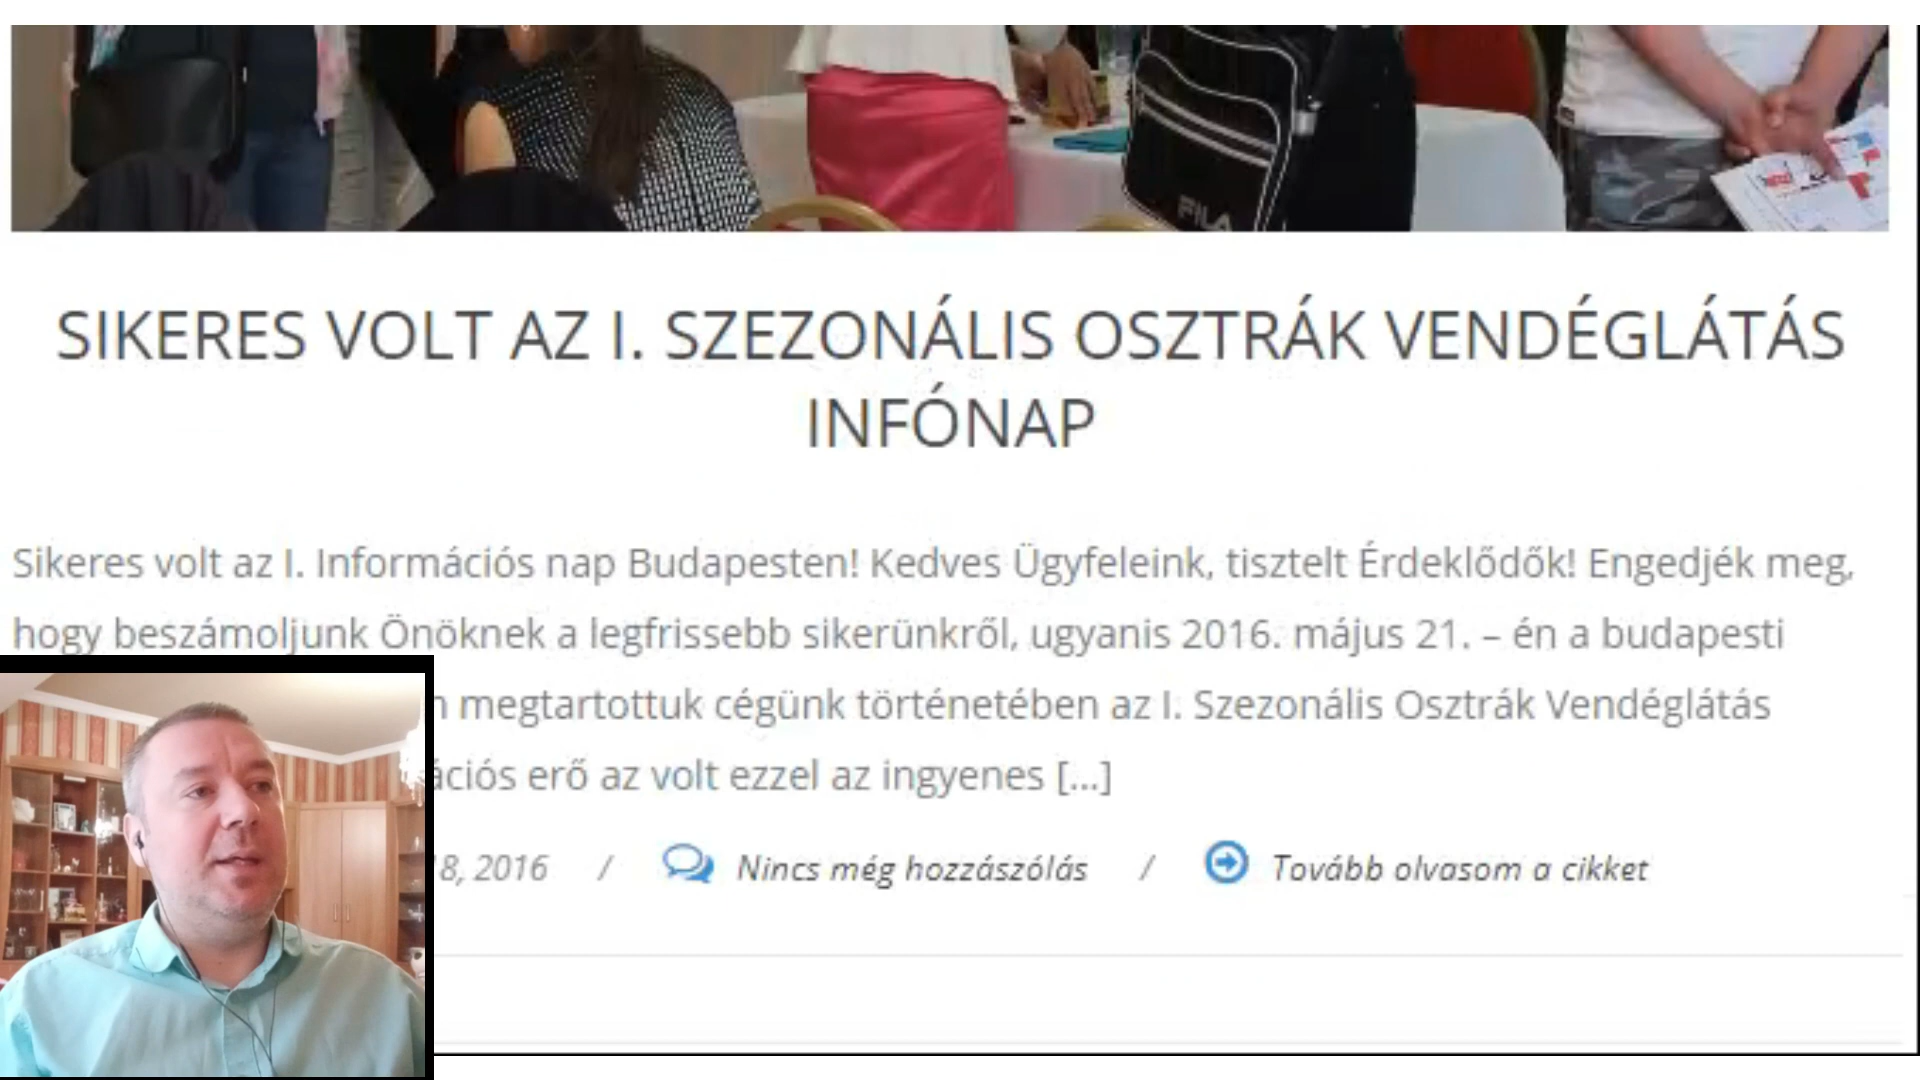 FILA
SIKERES VOLT AZ I. SZEZONÁLIS OSZTRÁK VENDÉGLÁTÁS
INFÓNAP
Sikeres volt az I. Információs nap Budapesten! Kedves Ügyfeleink, tisztelt Érdeklődők! Engedjék meg,
hogy beszámoljunk Önöknek a legfrissebb sikerünkről, ugyanis 2016. május 21. – én a budapesti
megtartottuk cégünk történetében az I. Szezonális Osztrák Vendéglátás
ációs erő az volt ezzel az ingyenes [...]
8, 2016 / Nincs még hozzászólás / Tovább olvasom a cikket